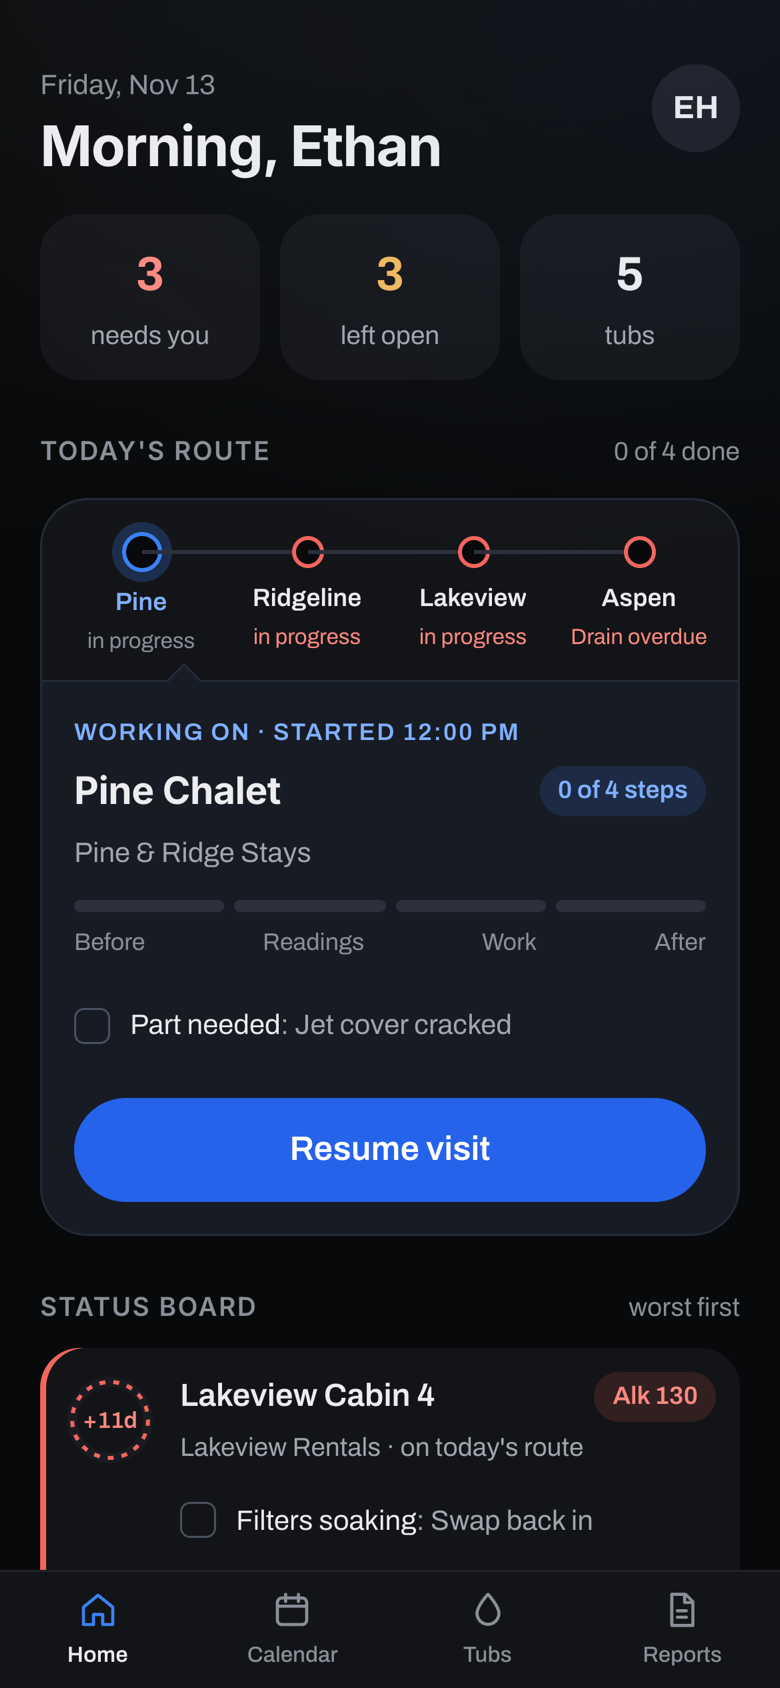 Friday, Nov 13
EH
Morning, Ethan
3
needs you
3
left open
5
tubs
TODAY'S ROUTE
0 of 4 done
Pine
in progress
Ridgeline
in progress
Lakeview
in progress
Aspen
Drain overdue
WORKING ON · STARTED 12:00 PM
Pine Chalet
0 of 4 steps
Pine & Ridge Stays
Before
Readings
Work
After
Part needed: Jet cover cracked
Resume visit
STATUS BOARD
worst first
+11d
Lakeview Cabin 4
Alk 130
Lakeview Rentals · on today's route
Filters soaking: Swap back in
Home
Calendar
Tubs
Reports